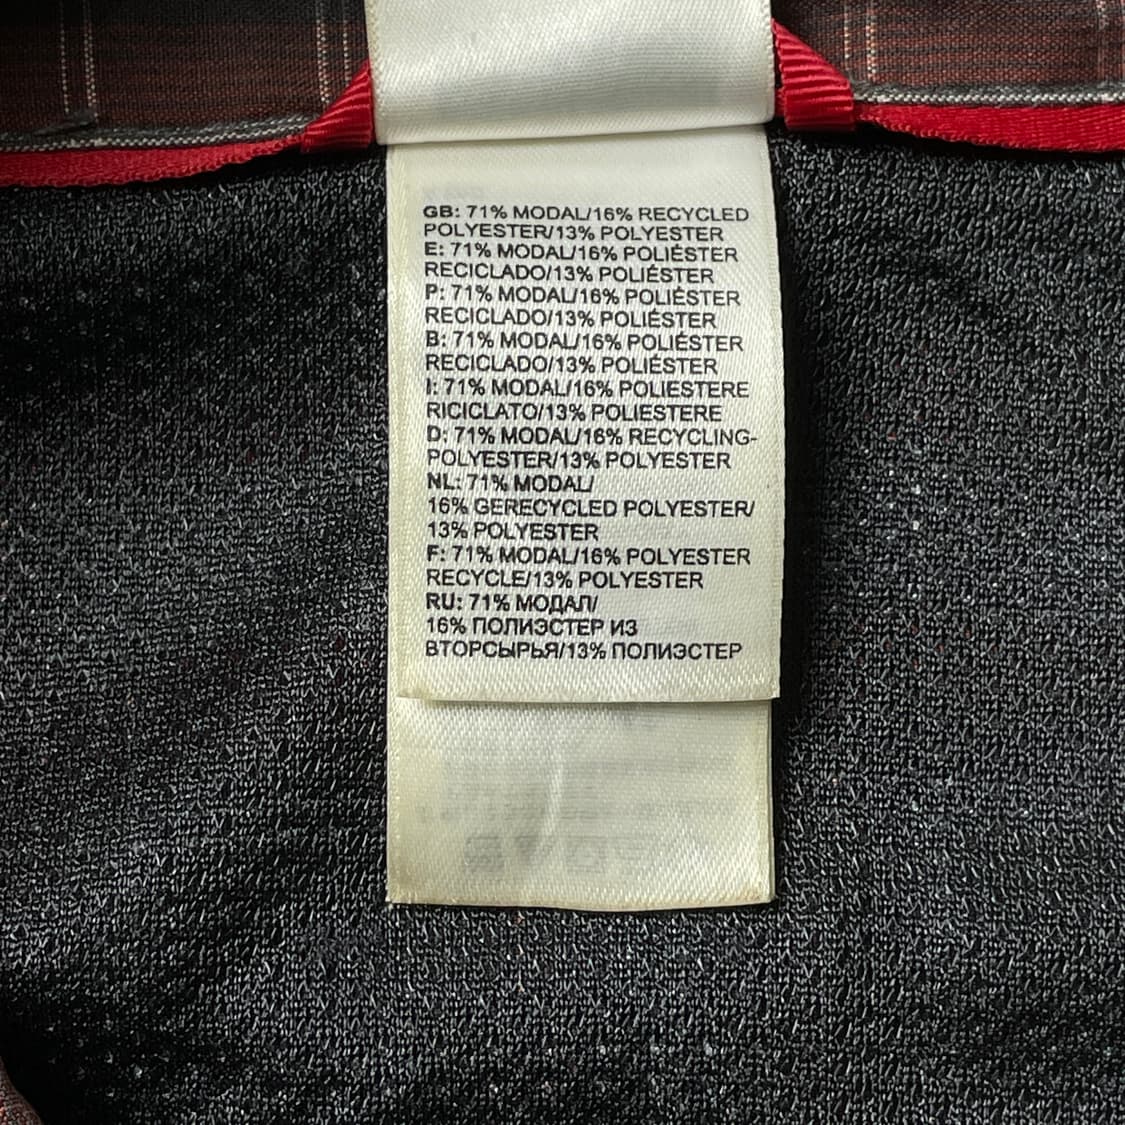 GB: 71% MODAL/16% RECYCLED
POLYESTER/13% POLYESTER
E: 71% MODAL/16% POLIÉSTER
RECICLADO/13% POLIÉSTER
P: 71% MODAL/16% POLIÉSTER
RECICLADO/13% POLIÉSTER
B: 71% MODAL/16% POLIÉSTER
RECICLADO/13% POLIÉSTER
I: 71% MODAL/16% POLIESTERE
RICICLATO/13% POLIESTERE
D: 71% MODAL/16% RECYCLING-
POLYESTER/13% POLYESTER
NL: 71% MODAL/
16% GERECYCLED POLYESTER/
13% POLYESTER
F: 71% MODAL/16% POLYESTER
RECYCLE/13% POLYESTER
RU: 71% МОДАЛ/
16% ПОЛИЭСТЕР ИЗ
ВТОРСЫРЬЯ/13% ПОЛИЭСТЕР